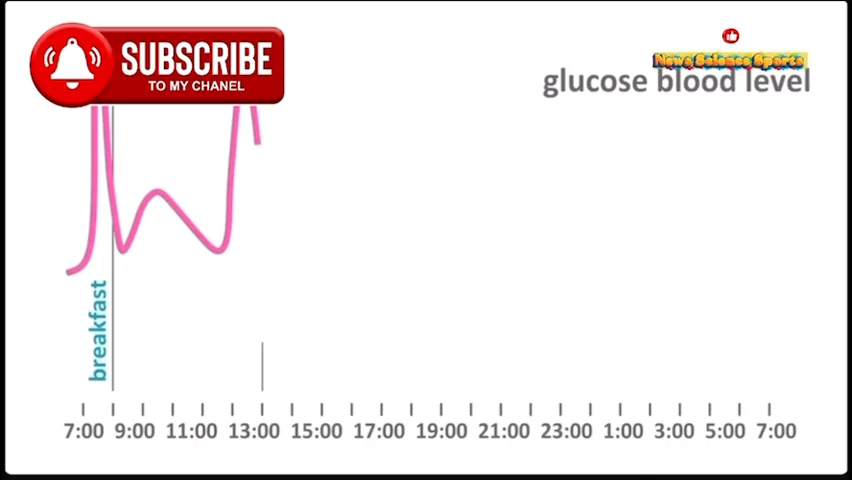 SUBSCRIBE
TO MY CHANEL
News Science Sports
glucose blood level
breakfast
7:00 9:00 11:00 13:00 15:00 17:00 19:00 21:00 23:00 1:00 3:00 5:00 7:00